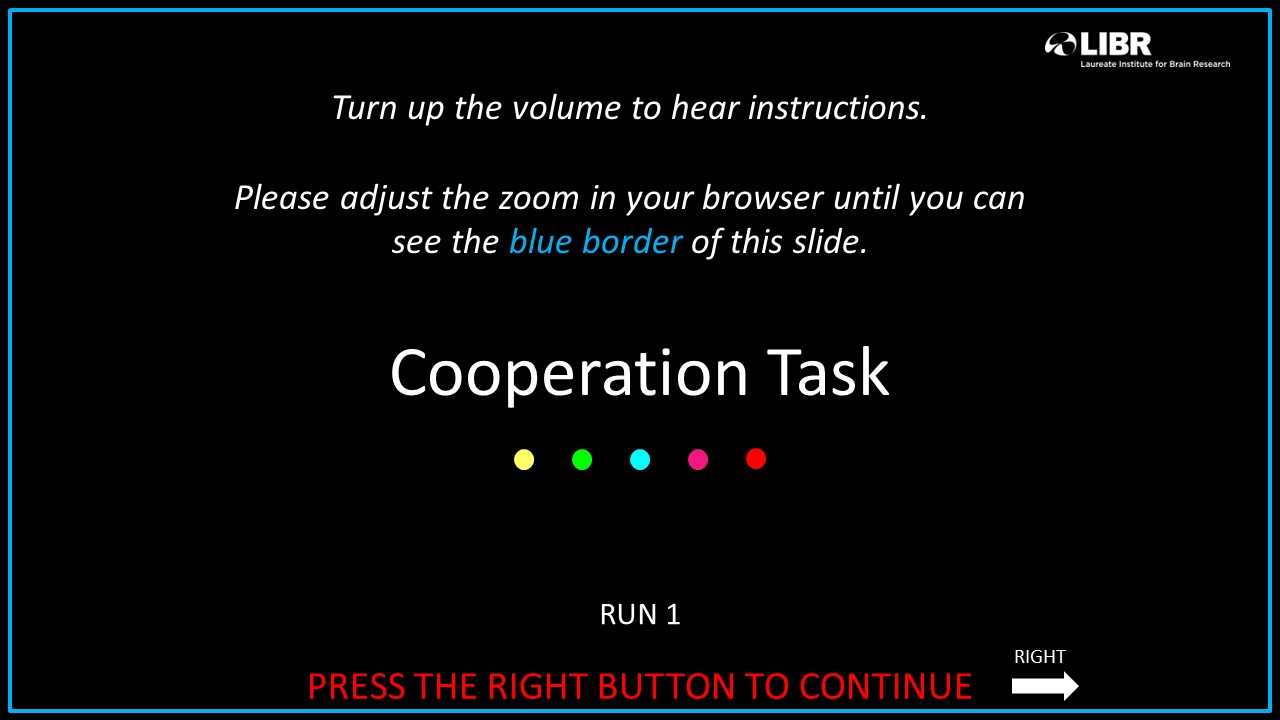 LIBR
Laureate Institute for Brain Research
Turn up the volume to hear instructions.
Please adjust the zoom in your browser until you can
see the blue border of this slide.
Cooperation Task
RUN 1
RIGHT
PRESS THE RIGHT BUTTON TO CONTINUE